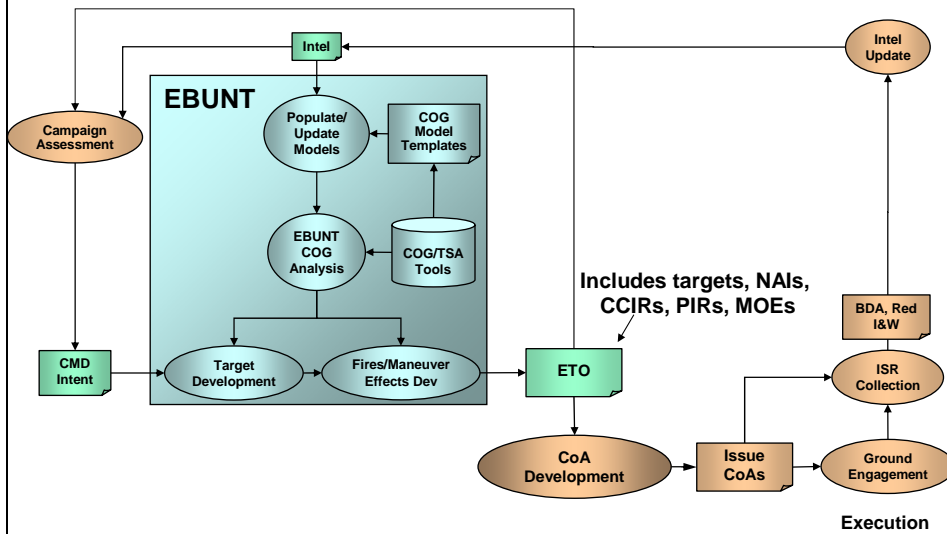 Intel
Intel
Update
EBUNT
Campaign
Assessment
Populate/
Update
Models
COG
Model
Templates
EBUNT
COG
Analysis
COG/TSA
Tools
Includes targets, NAIs,
CCIRs, PIRs, MOEs
BDA, Red
I&W
CMD
Intent
Target
Development
Fires/Maneuver
Effects Dev
ETO
ISR
Collection
CoA
Development
Issue
CoAs
Ground
Engagement
Execution